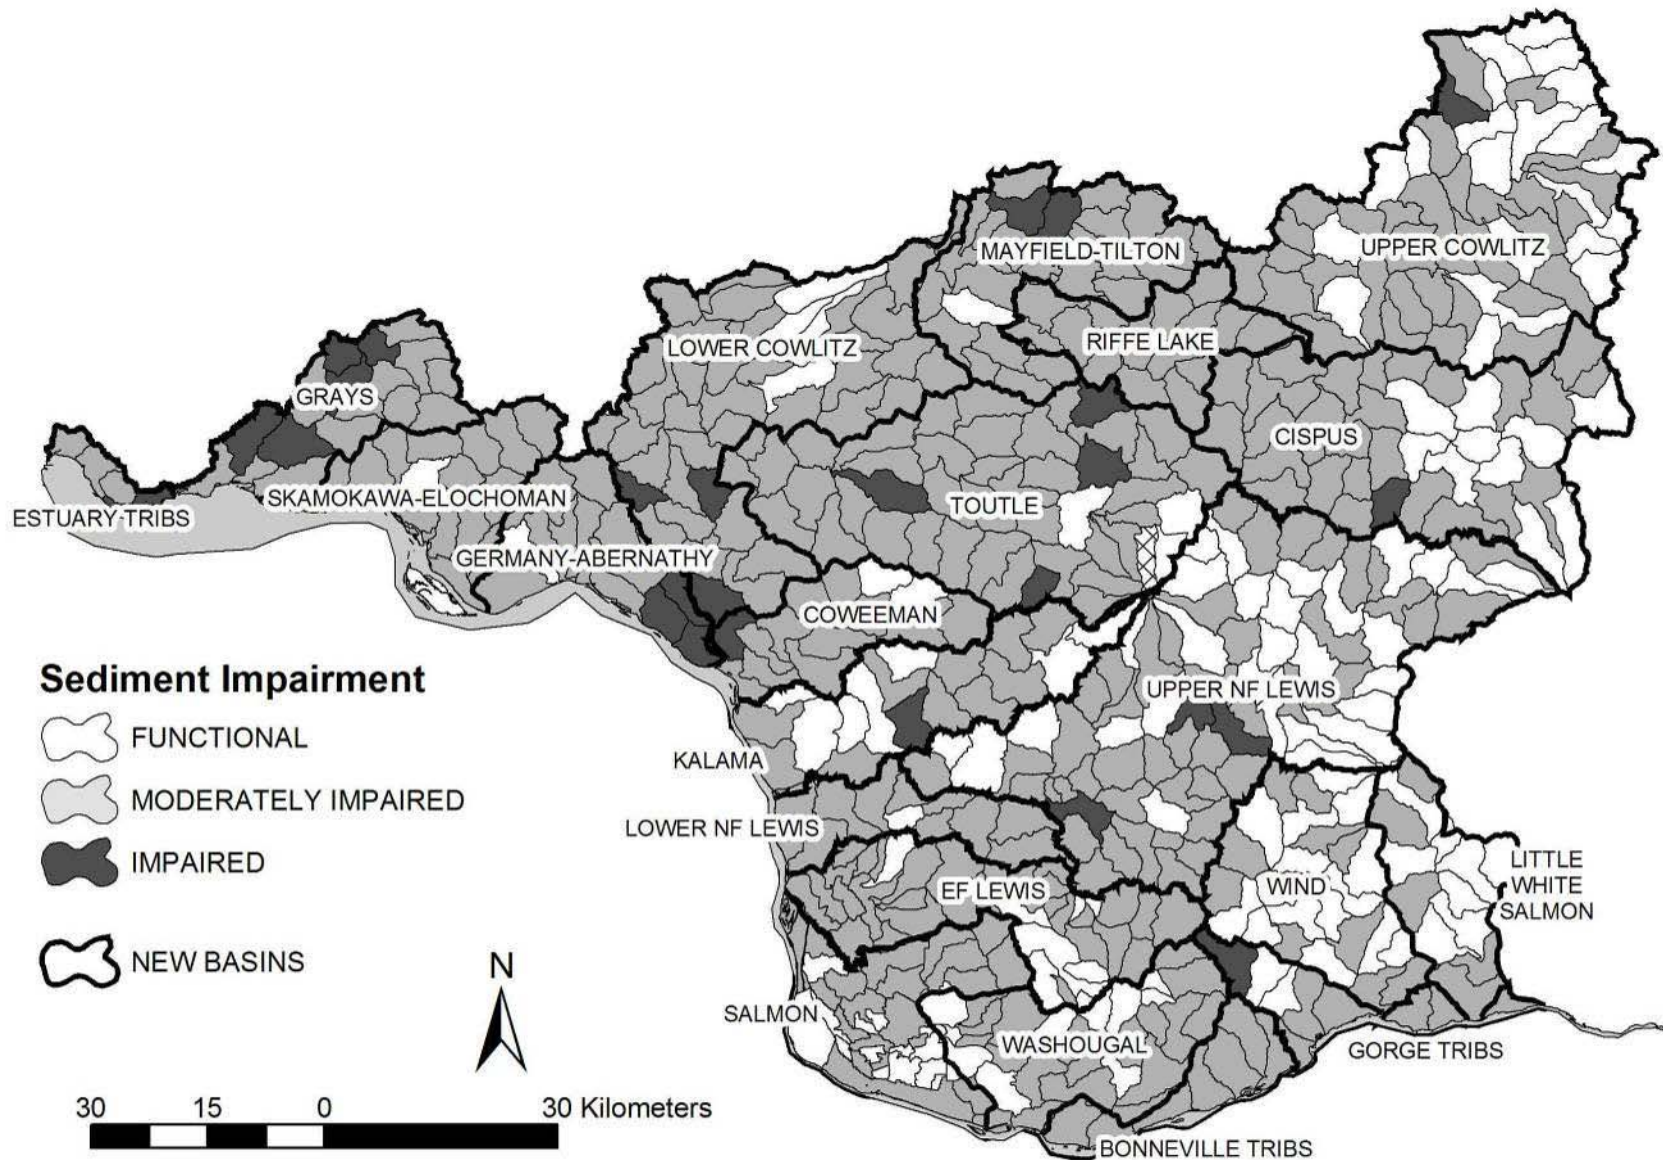 MAYFIELD-TILTON
UPPER COWLITZ
LOWER COWLITZ
RIFFE LAKE
GRAYS
CISPUS
SKAMOKAWA-ELOCHOMAN
TOUTLE
ESTUARY TRIBS
GERMANY-ABERNATHY
COWEEMAN
UPPER NF LEWIS
KALAMA
LOWER NF LEWIS
EF LEWIS
WIND
LITTLE
WHITE
SALMON
SALMON
WASHOUGAL
GORGE TRIBS
BONNEVILLE TRIBS
Sediment Impairment
FUNCTIONAL
MODERATELY IMPAIRED
IMPAIRED
NEW BASINS
N
30 15 0 30 Kilometers